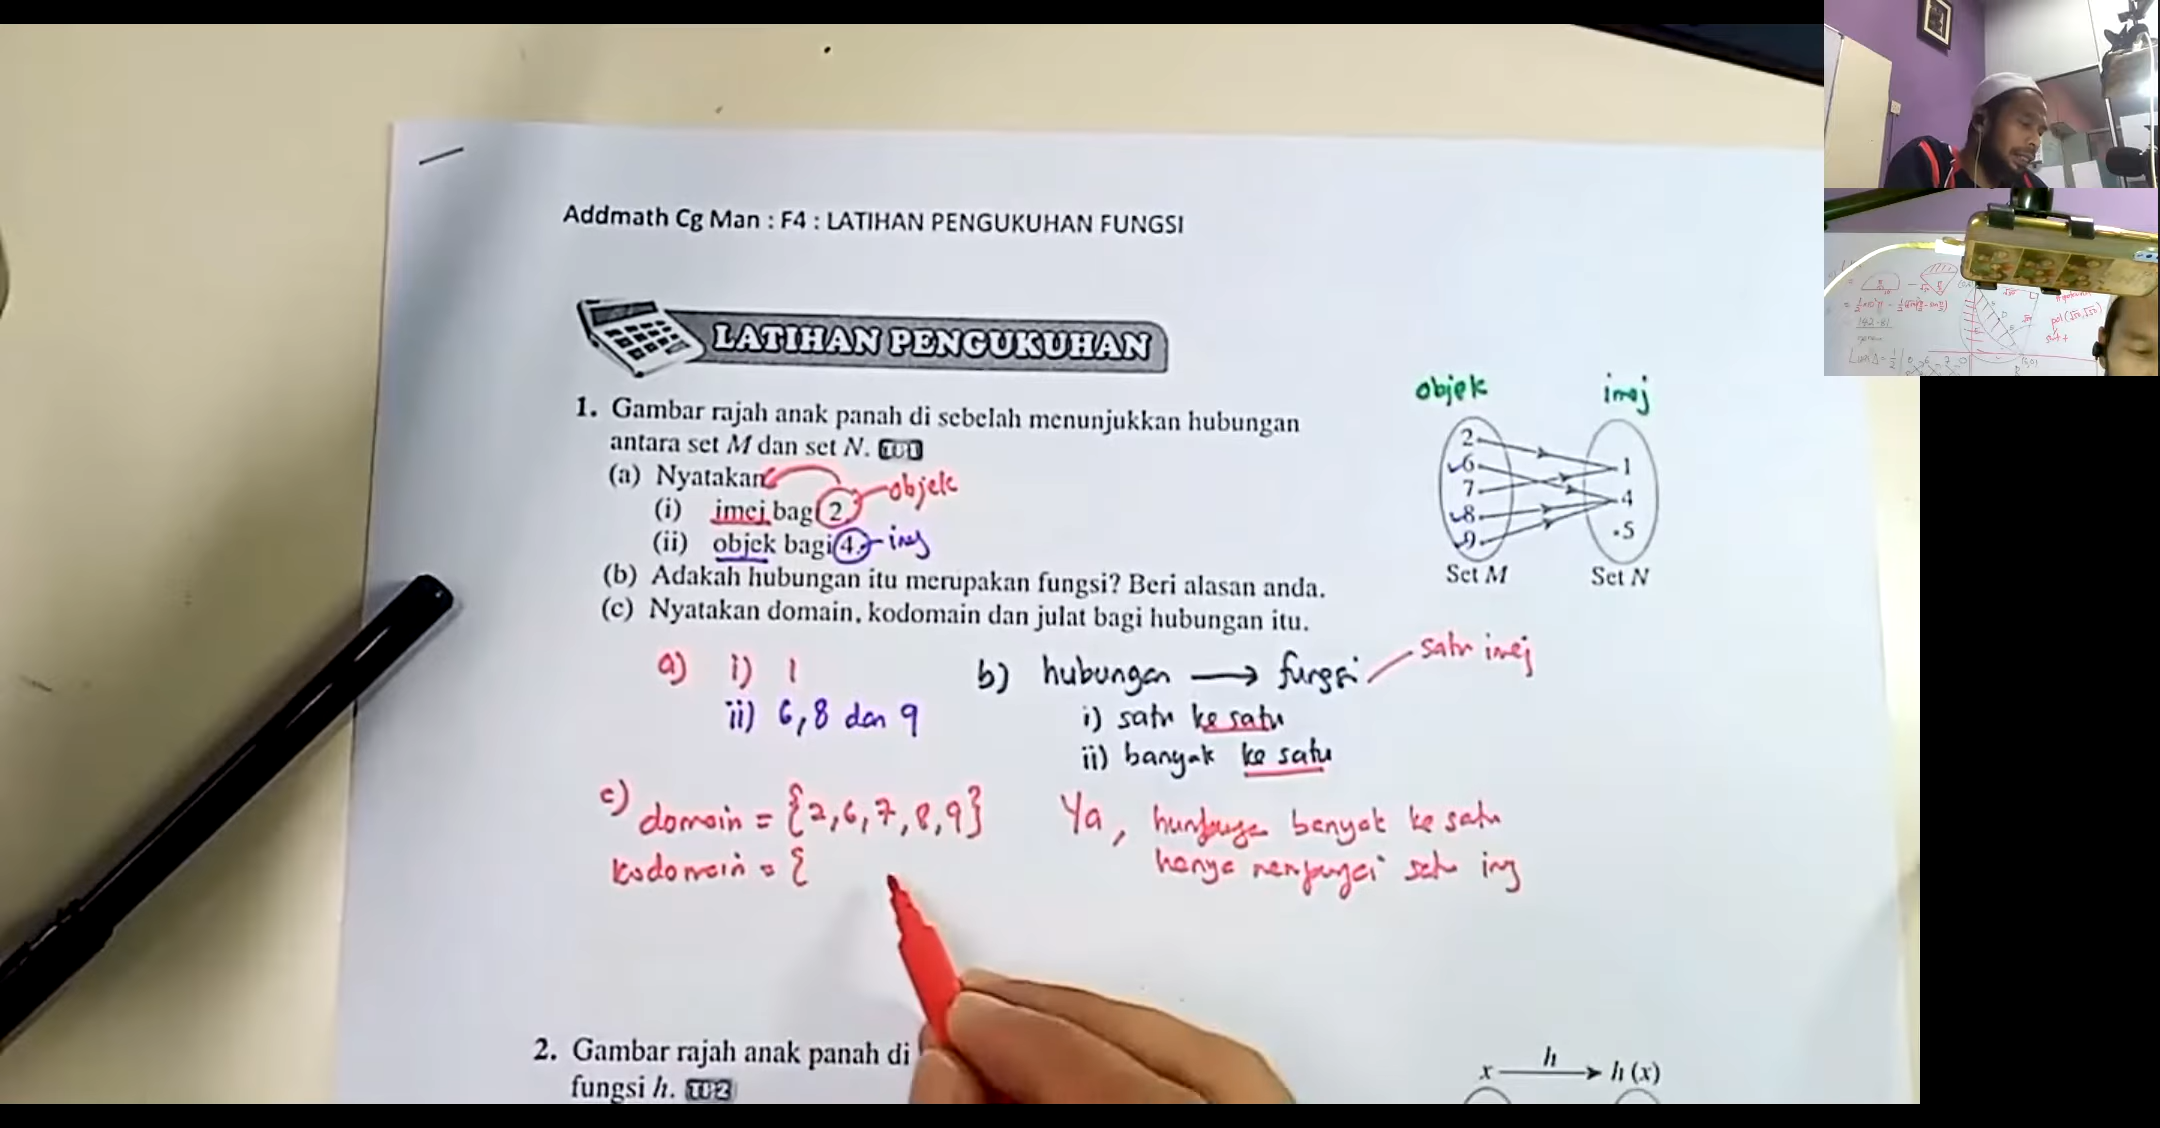 Addmath Cg Man : F4 : LATIHAN PENGUKUHAN FUNGSI
LATIHAN PENGUKUHAN
1. Gambar rajah anak panah di sebelah menunjukkan hubungan
antara set M dan set N. TP1
(a) Nyatakan
(i) imej bagi 2 objek
(ii) objek bagi 4 imej
(b) Adakah hubungan itu merupakan fungsi? Beri alasan anda.
(c) Nyatakan domain, kodomain dan julat bagi hubungan itu.
objek imej
2
6
7
8
9
1
4
5
Set M Set N
a) i) 1
ii) 6, 8 dan 9
b) hubungan → fungsi satu imej
i) satu ke satu
ii) banyak ke satu
Ya, banyak ke satu
hanya mempunyai satu imej
c) domain = {2, 6, 7, 8, 9}
kodomain = {
2. Gambar rajah anak panah di
fungsi h. TP2
x h h(x)